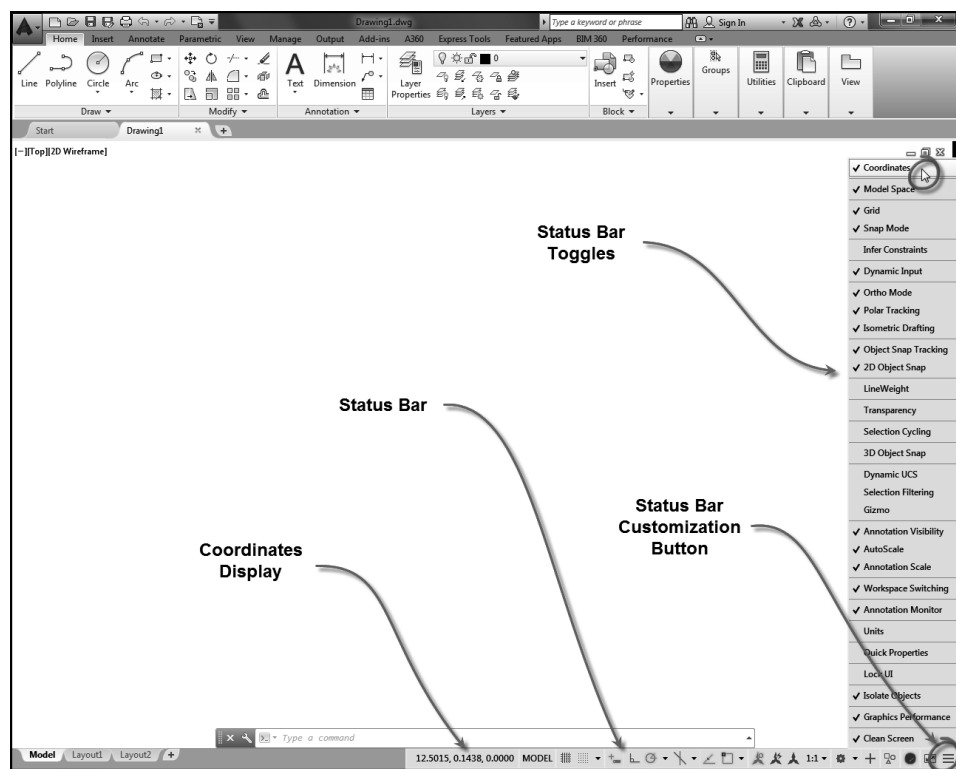 Drawing1.dwg
Type a keyword or phrase
Sign In
Home Insert Annotate Parametric View Manage Output Add-ins A360 Express Tools Featured Apps BIM 360 Performance
0
Line Polyline Circle Arc
Text Dimension
Layer
Properties
Insert
Properties
Groups
Utilities
Clipboard
View
Draw Modify Annotation Layers Block
Start Drawing1
[−][Top][2D Wireframe]
Coordinates
Model Space
Grid
Snap Mode
Infer Constraints
Dynamic Input
Ortho Mode
Polar Tracking
Isometric Drafting
Object Snap Tracking
2D Object Snap
LineWeight
Transparency
Selection Cycling
3D Object Snap
Dynamic UCS
Selection Filtering
Gizmo
Annotation Visibility
AutoScale
Annotation Scale
Workspace Switching
Annotation Monitor
Units
Quick Properties
Lock UI
Isolate Objects
Graphics Performance
Clean Screen
Status Bar
Toggles
Status Bar
Status Bar
Customization
Button
Coordinates
Display
Type a command
Model Layout1 Layout2 +
12.5015, 0.1438, 0.0000 MODEL 1:1